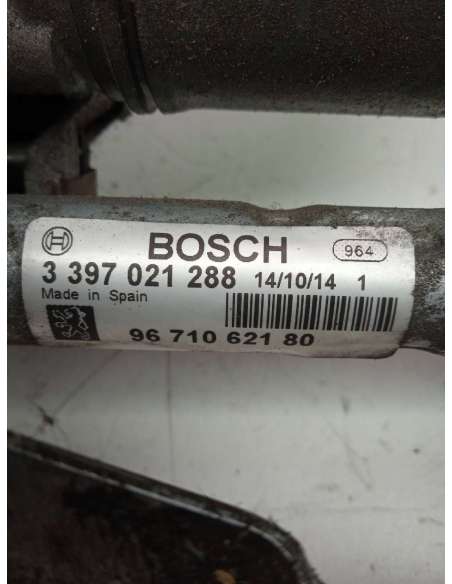 BOSCH 964
3 397 021 288 14/10/14 1
Made in Spain
96 710 621 80